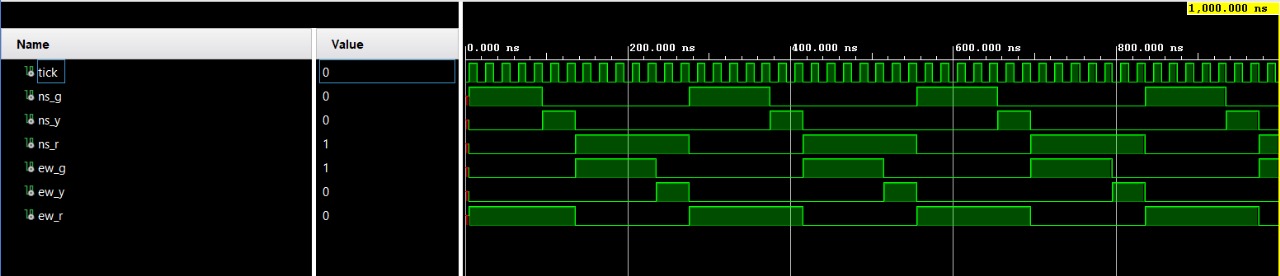 1,000.000 ns
Name Value
0.000 ns 200.000 ns 400.000 ns 600.000 ns 800.000 ns
tick 0
ns_g 0
ns_y 0
ns_r 1
ew_g 1
ew_y 0
ew_r 0